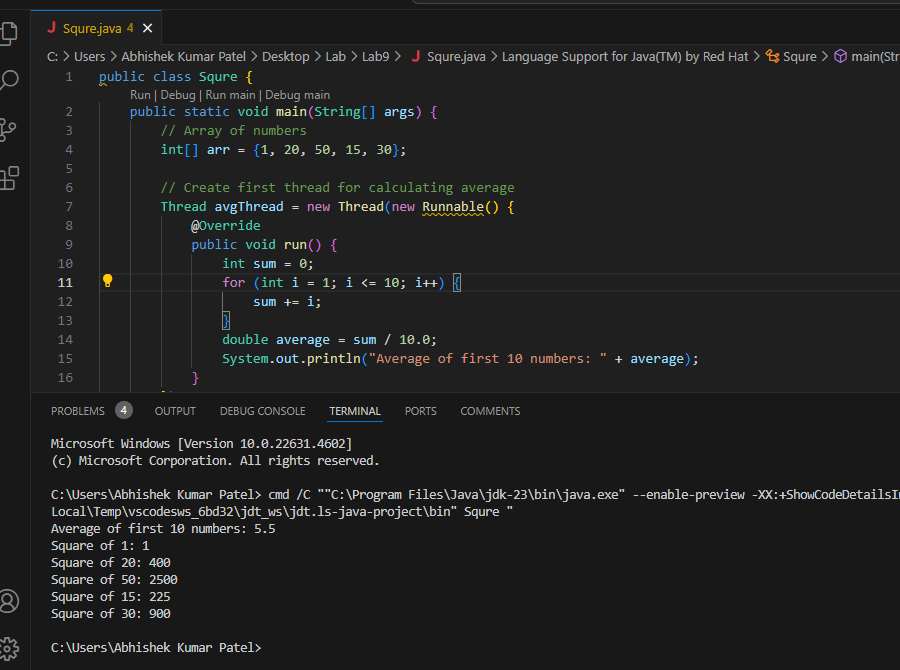 Squre.java 4
C: > Users > Abhishek Kumar Patel > Desktop > Lab > Lab9 > Squre.java > Language Support for Java(TM) by Red Hat > Squre > main(Str
1 public class Squre {
Run | Debug | Run main | Debug main
2 public static void main(String[] args) {
3 // Array of numbers
4 int[] arr = {1, 20, 50, 15, 30};
5
6 // Create first thread for calculating average
7 Thread avgThread = new Thread(new Runnable() {
8 @Override
9 public void run() {
10 int sum = 0;
11 for (int i = 1; i <= 10; i++) {
12 sum += i;
13 }
14 double average = sum / 10.0;
15 System.out.println("Average of first 10 numbers: " + average);
16 }
PROBLEMS 4 OUTPUT DEBUG CONSOLE TERMINAL PORTS COMMENTS
Microsoft Windows [Version 10.0.22631.4602]
(c) Microsoft Corporation. All rights reserved.
C:\Users\Abhishek Kumar Patel> cmd /C ""C:\Program Files\Java\jdk-23\bin\java.exe" --enable-preview -XX:+ShowCodeDetailsIn
Local\Temp\vscodesws_6bd32\jdt_ws\jdt.ls-java-project\bin" Squre "
Average of first 10 numbers: 5.5
Square of 1: 1
Square of 20: 400
Square of 50: 2500
Square of 15: 225
Square of 30: 900
C:\Users\Abhishek Kumar Patel>